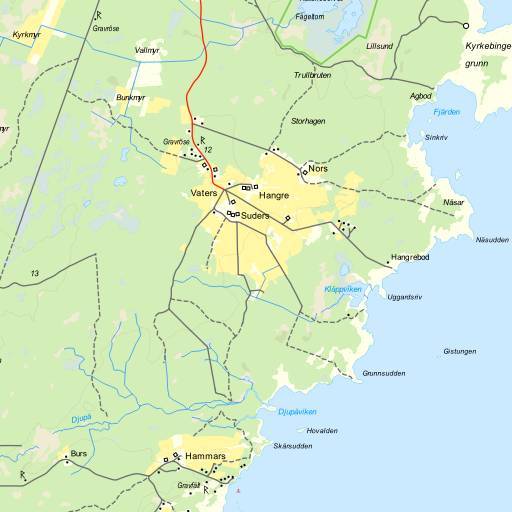 Fågeltorn
Gravröse
Kyrkmyr
Vallmyr
Lillsund
Kyrkebinge
grunn
Trullbruten
Bunkmyr
Agbod
Fjärden
Storhagen
Sinkriv
Gravröse
12
Nors
Vaters
Hangre
Näsar
Suders
Näsudden
Hangrebod
13
Kläppviken
Uggardsriv
Gistungen
Grunnsudden
Djupå
Djupåviken
Hovalden
Skärsudden
Burs
Hammars
Gravfält